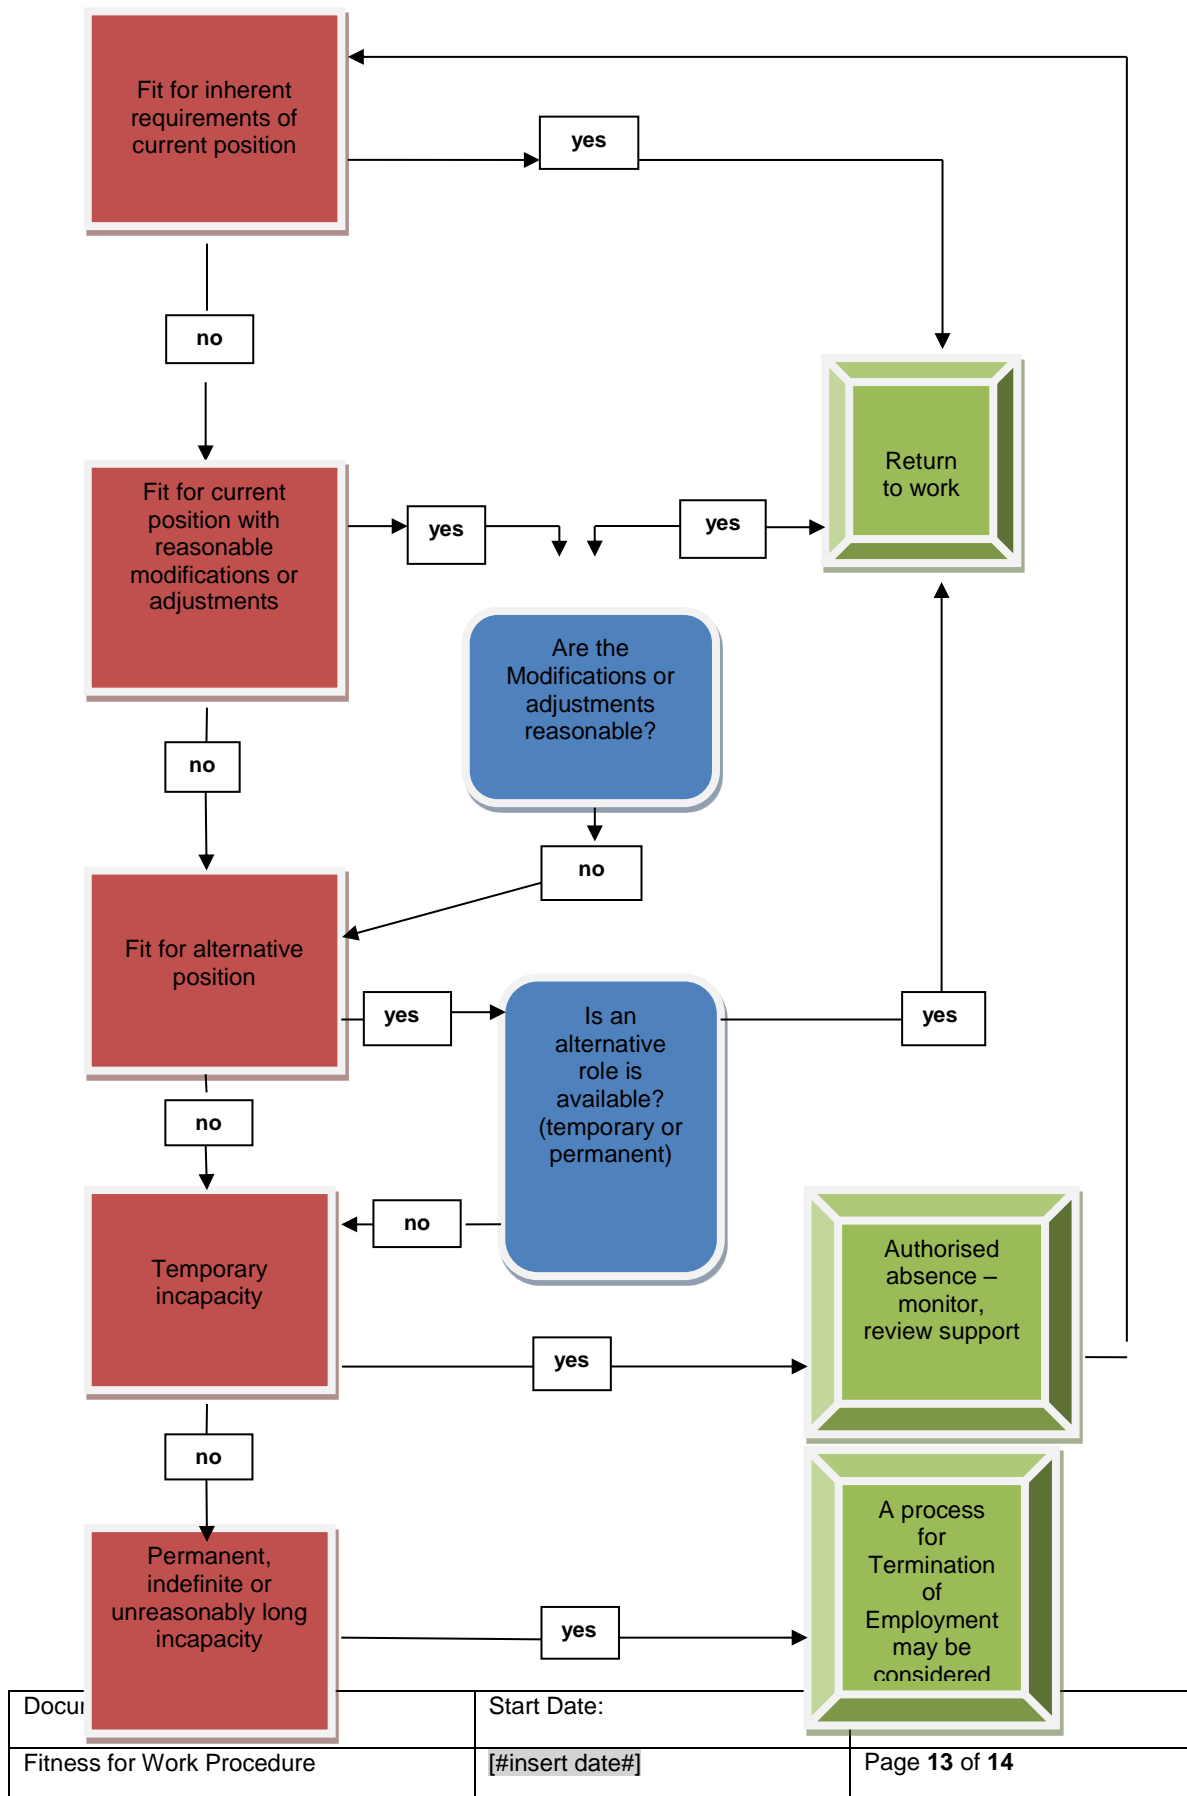 Fit for inherent
requirements of
current position
yes
no
Fit for current
position with
reasonable
modifications or
adjustments
yes
yes
Return
to work
Are the
Modifications or
adjustments
reasonable?
no
no
Fit for alternative
position
yes
Is an
alternative
role is
available?
(temporary or
permanent)
yes
no
no
Temporary
incapacity
yes
Authorised
absence –
monitor,
review support
no
Permanent,
indefinite or
unreasonably long
incapacity
yes
A process
for
Termination
of
Employment
may be
considered
Start Date:
Fitness for Work Procedure
[#insert date#]
Page 13 of 14